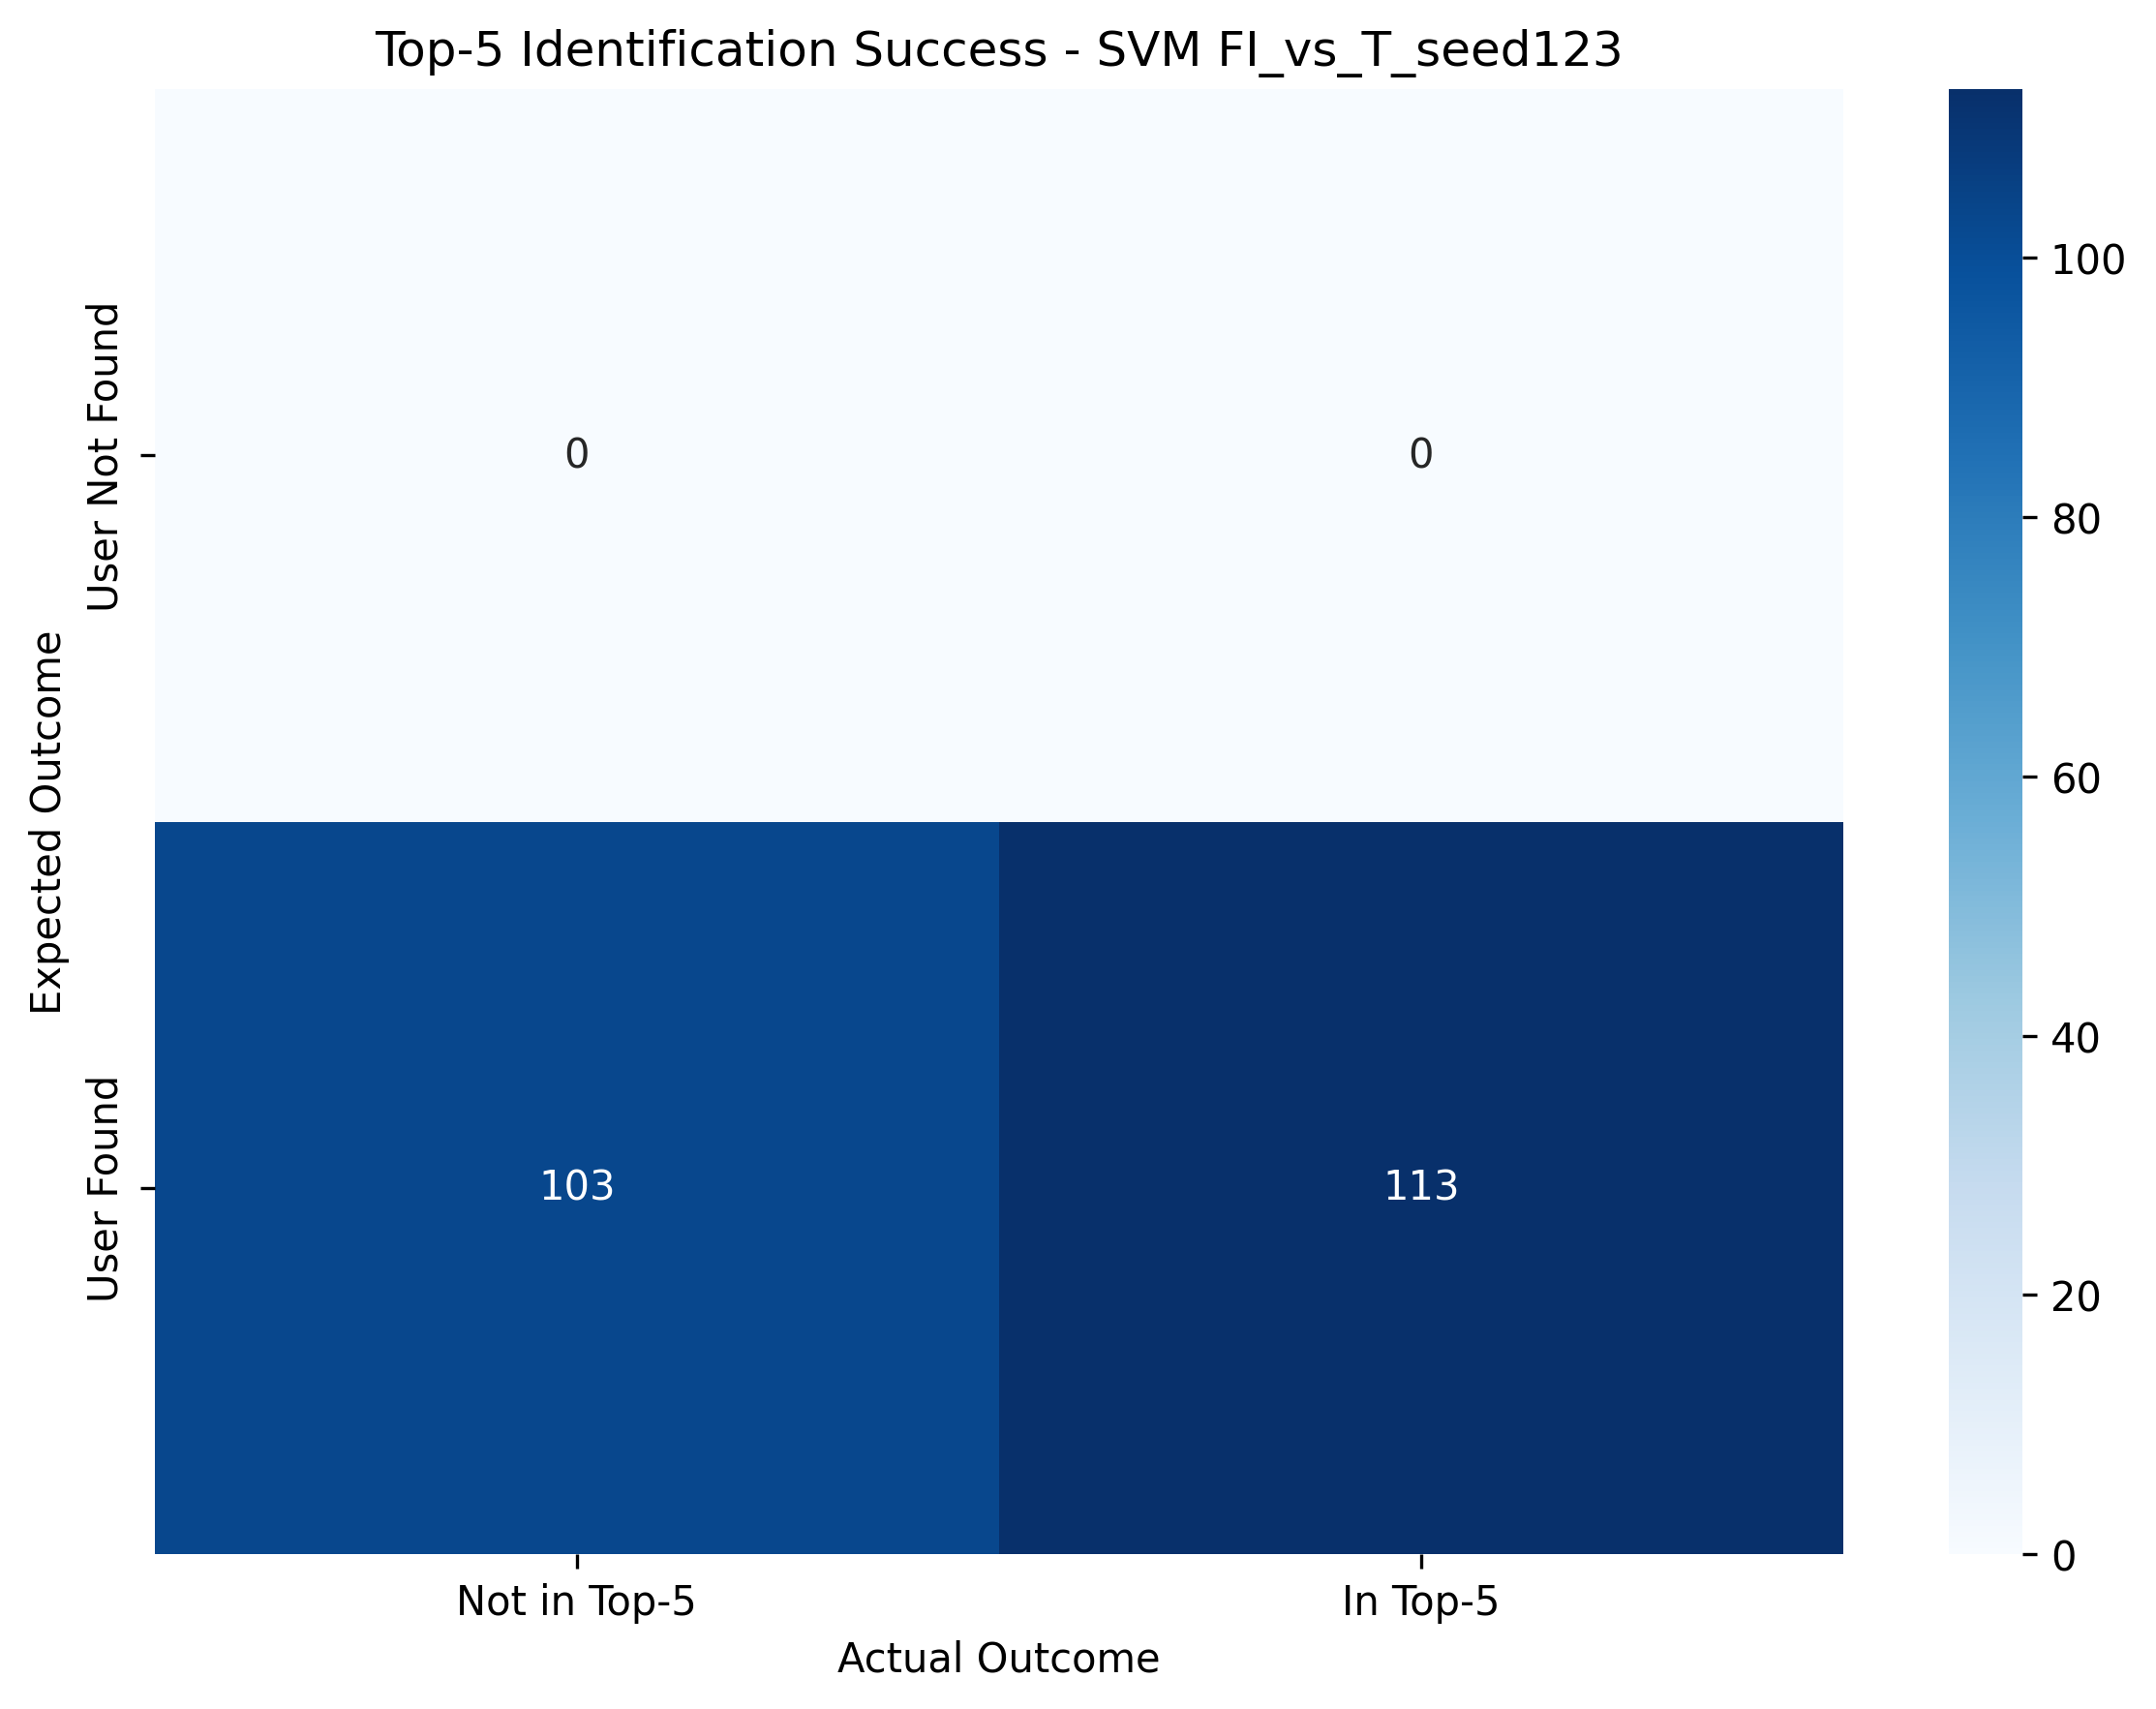 Top-5 Identification Success - SVM FI_vs_T_seed123
Expected Outcome
User Not Found
User Found
0 0
103 113
Not in Top-5 In Top-5
Actual Outcome
100
80
60
40
20
0